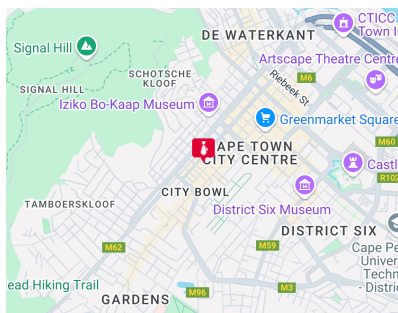 CTICC
Town In
DE WATERKANT
Signal Hill
Artscape Theatre Centre
SCHOTSCHE
KLOOF
Riebeek St
M6
SIGNAL HILL
Iziko Bo-Kaap Museum
Greenmarket Square
M60
CAPE TOWN
CITY CENTRE
Castl
R102
CITY BOWL
TAMBOERSKLOOF
District Six Museum
DISTRICT SIX
M62
M59
Cape Pe
Univer
Techn
- Distri
ead Hiking Trail
M3
M96
GARDENS